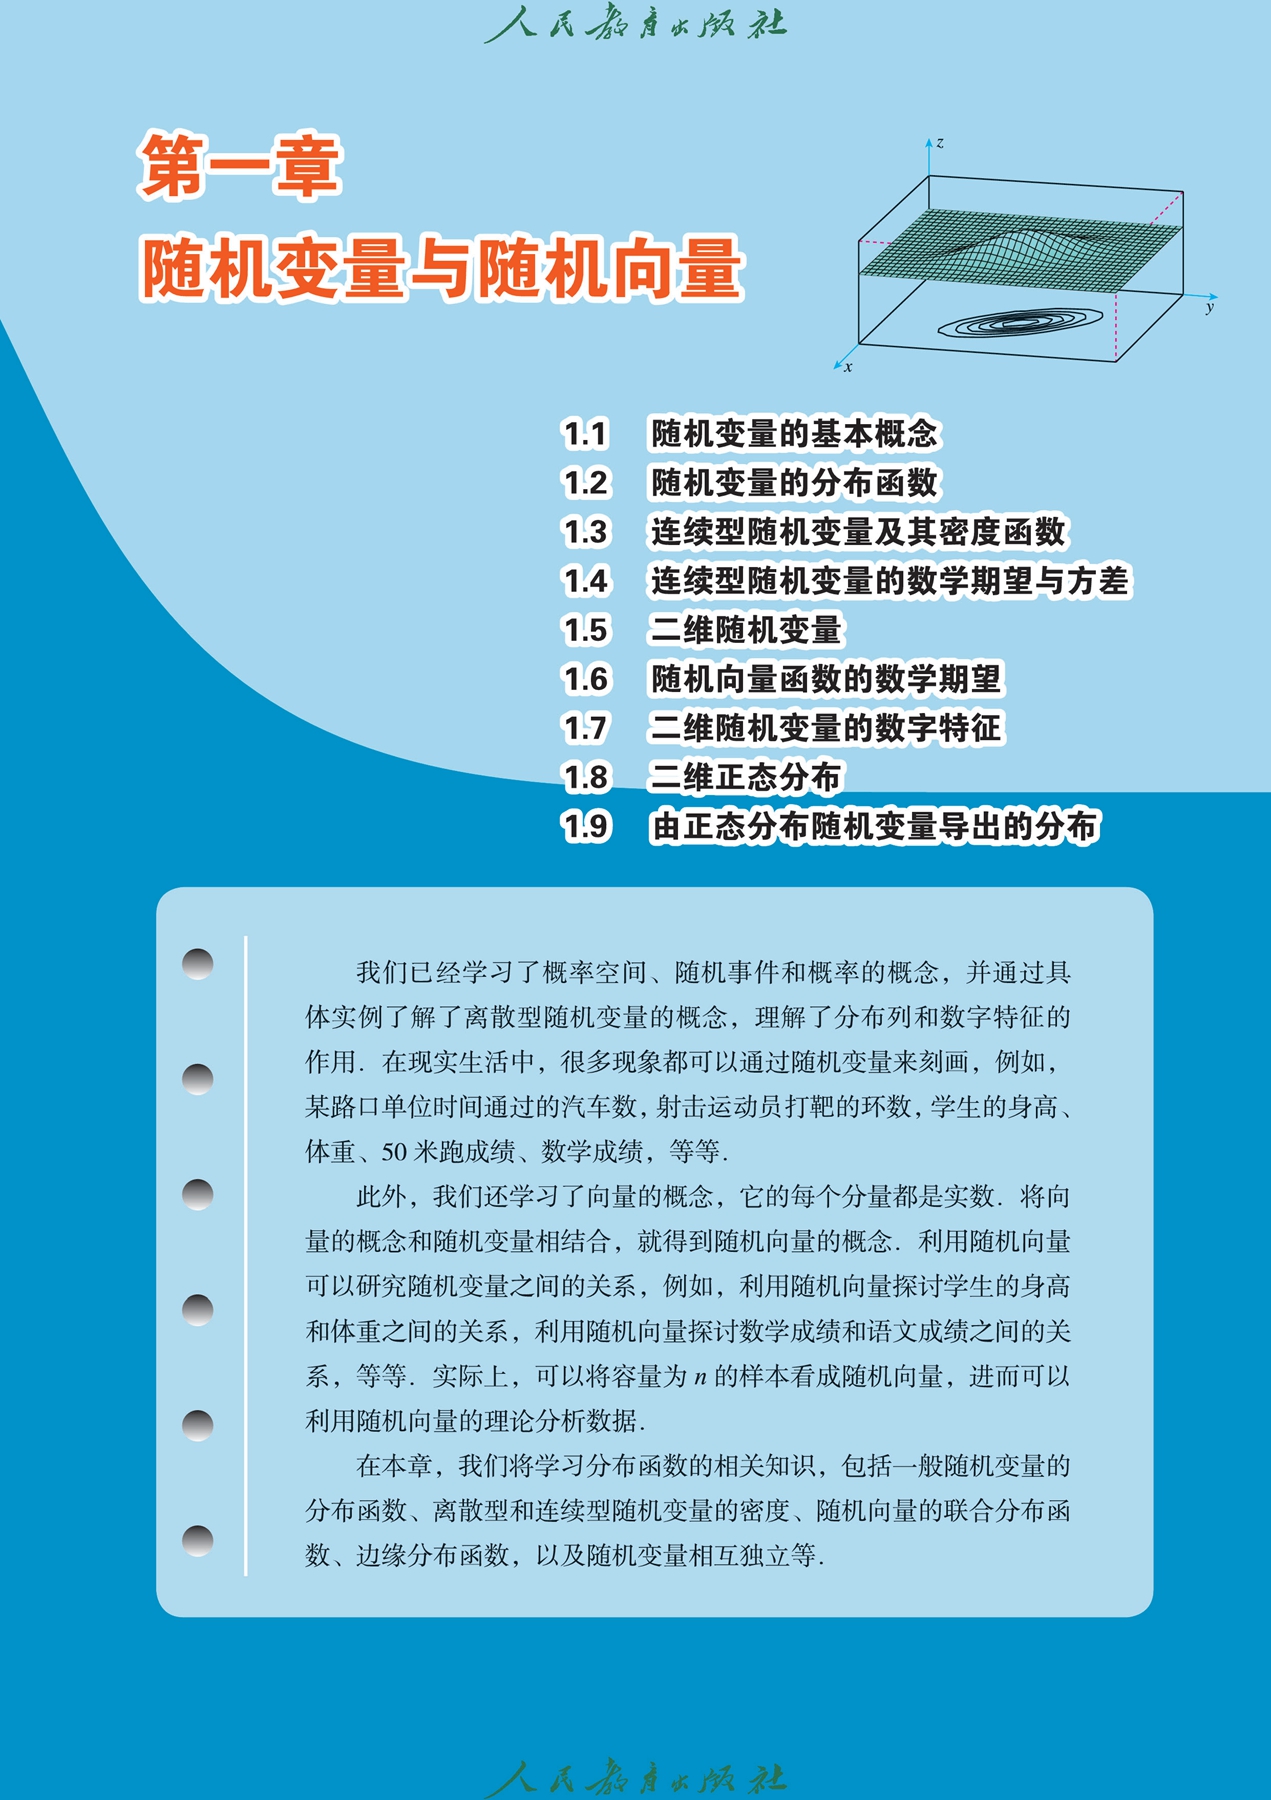 人民教育出版社
第一章
随机变量与随机向量
z
y
x
1.1 随机变量的基本概念
1.2 随机变量的分布函数
1.3 连续型随机变量及其密度函数
1.4 连续型随机变量的数学期望与方差
1.5 二维随机变量
1.6 随机向量函数的数学期望
1.7 二维随机变量的数字特征
1.8 二维正态分布
1.9 由正态分布随机变量导出的分布
我们已经学习了概率空间、随机事件和概率的概念，并通过具
体实例了解了离散型随机变量的概念，理解了分布列和数字特征的
作用．在现实生活中，很多现象都可以通过随机变量来刻画，例如，
某路口单位时间通过的汽车数，射击运动员打靶的环数，学生的身高、
体重、50 米跑成绩、数学成绩，等等．
此外，我们还学习了向量的概念，它的每个分量都是实数．将向
量的概念和随机变量相结合，就得到随机向量的概念．利用随机向量
可以研究随机变量之间的关系，例如，利用随机向量探讨学生的身高
和体重之间的关系，利用随机向量探讨数学成绩和语文成绩之间的关
系，等等．实际上，可以将容量为 n 的样本看成随机向量，进而可以
利用随机向量的理论分析数据．
在本章，我们将学习分布函数的相关知识，包括一般随机变量的
分布函数、离散型和连续型随机变量的密度、随机向量的联合分布函
数、边缘分布函数，以及随机变量相互独立等．
人民教育出版社